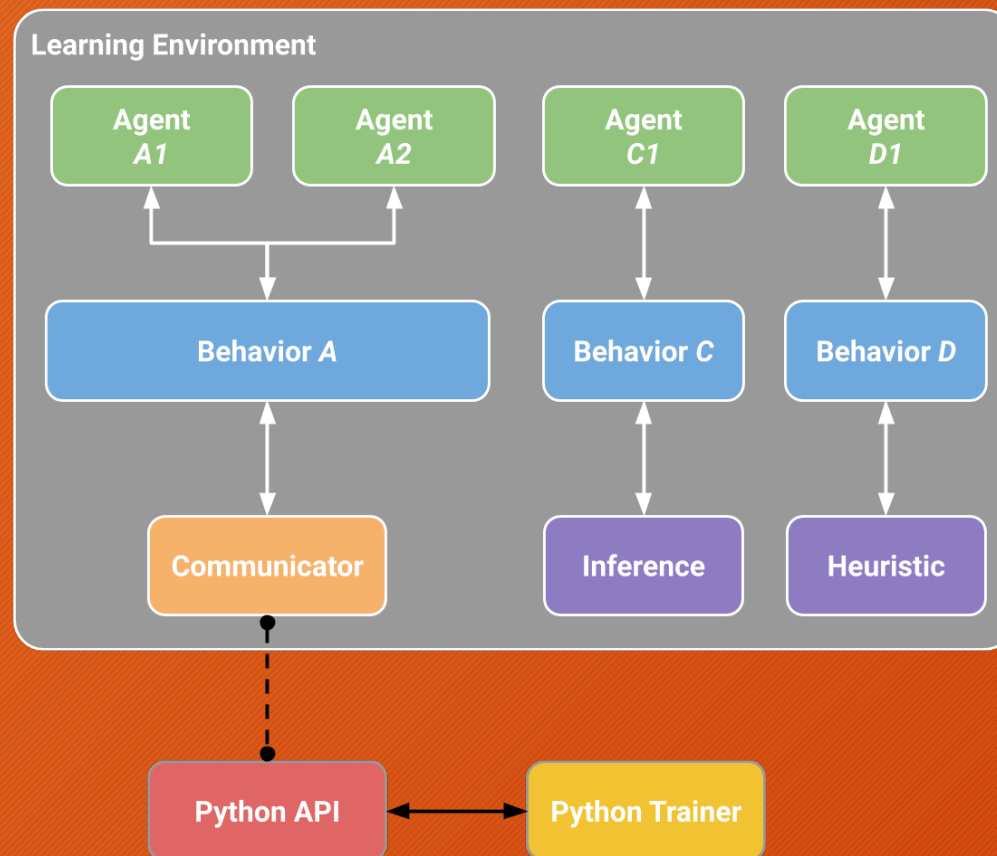 Learning Environment
Agent
A1
Agent
A2
Agent
C1
Agent
D1
Behavior A
Behavior C
Behavior D
Communicator
Inference
Heuristic
Python API
Python Trainer